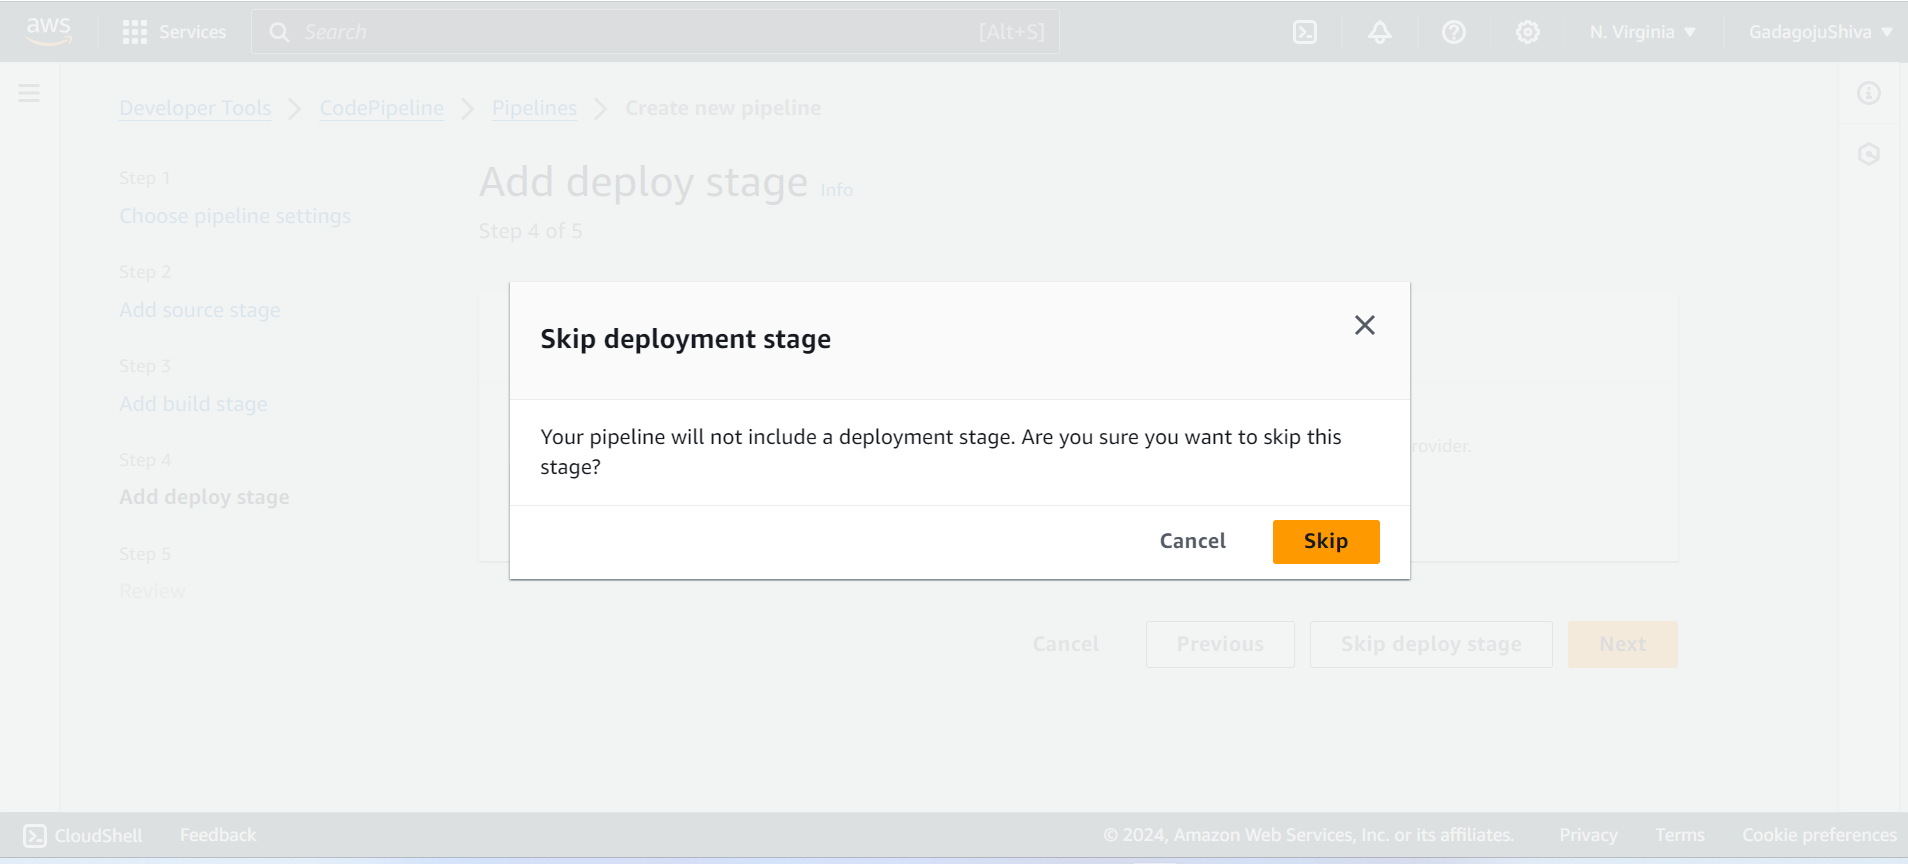 aws
Services
Search
[Alt+S]
N. Virginia
GadagojuShiva
Developer Tools
CodePipeline
Pipelines
Create new pipeline
Step 1
Choose pipeline settings
Step 2
Add source stage
Step 3
Add build stage
Step 4
Add deploy stage
Step 5
Review
Add deploy stage Info
Step 4 of 5
Skip deployment stage
Your pipeline will not include a deployment stage. Are you sure you want to skip this
stage?
Cancel
Skip
rovider.
Cancel
Previous
Skip deploy stage
Next
CloudShell
Feedback
© 2024, Amazon Web Services, Inc. or its affiliates.
Privacy
Terms
Cookie preferences